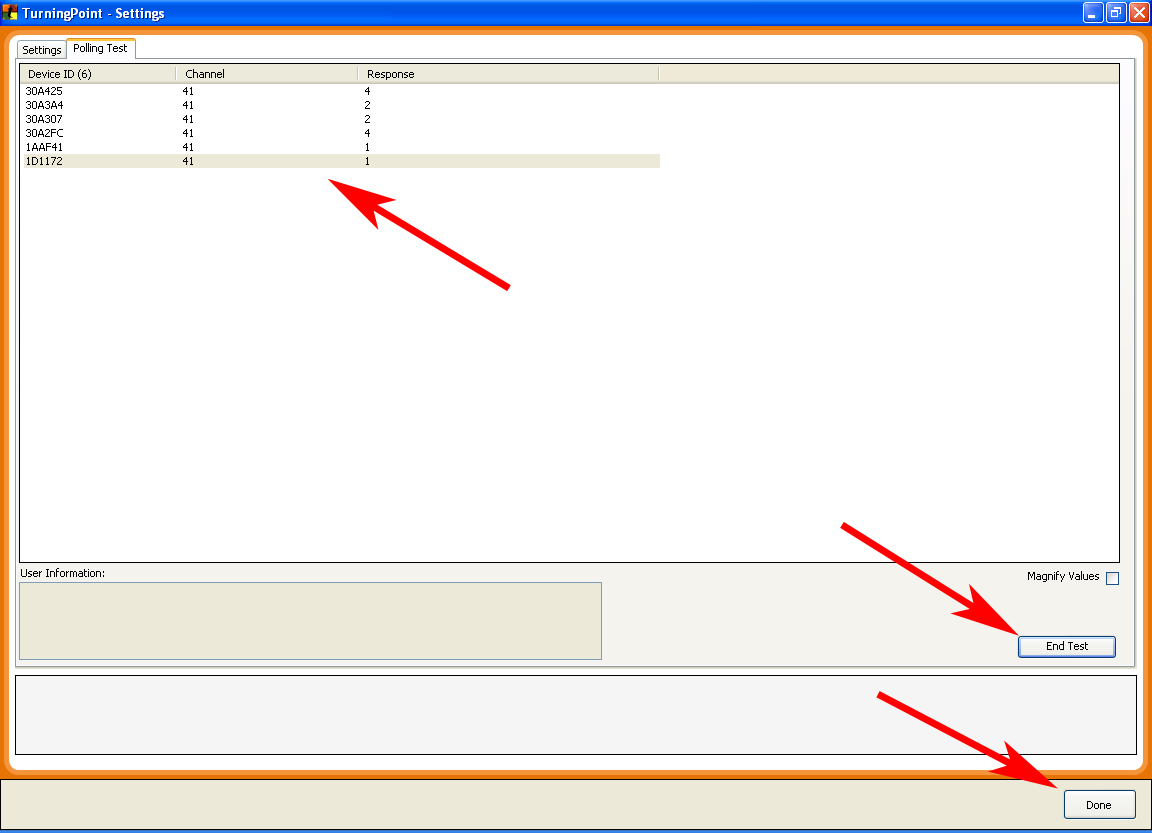 TurningPoint - Settings
Settings Polling Test
Device ID (6) Channel Response
30A425 41 4
30A3A4 41 2
30A307 41 2
30A2FC 41 4
1AAF41 41 1
1D1172 41 1
User Information:
Magnify Values
End Test
Done